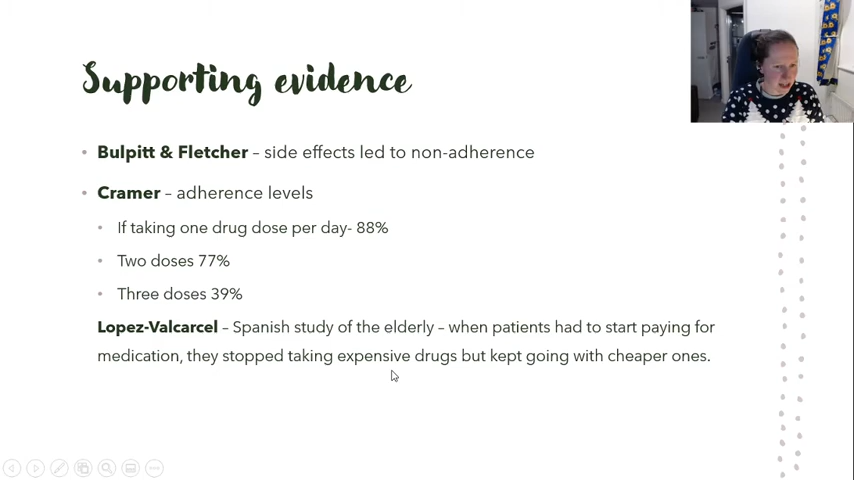 Supporting evidence
• Bulpitt & Fletcher – side effects led to non-adherence
• Cramer – adherence levels
• If taking one drug dose per day- 88%
• Two doses 77%
• Three doses 39%
Lopez-Valcarcel – Spanish study of the elderly – when patients had to start paying for
medication, they stopped taking expensive drugs but kept going with cheaper ones.